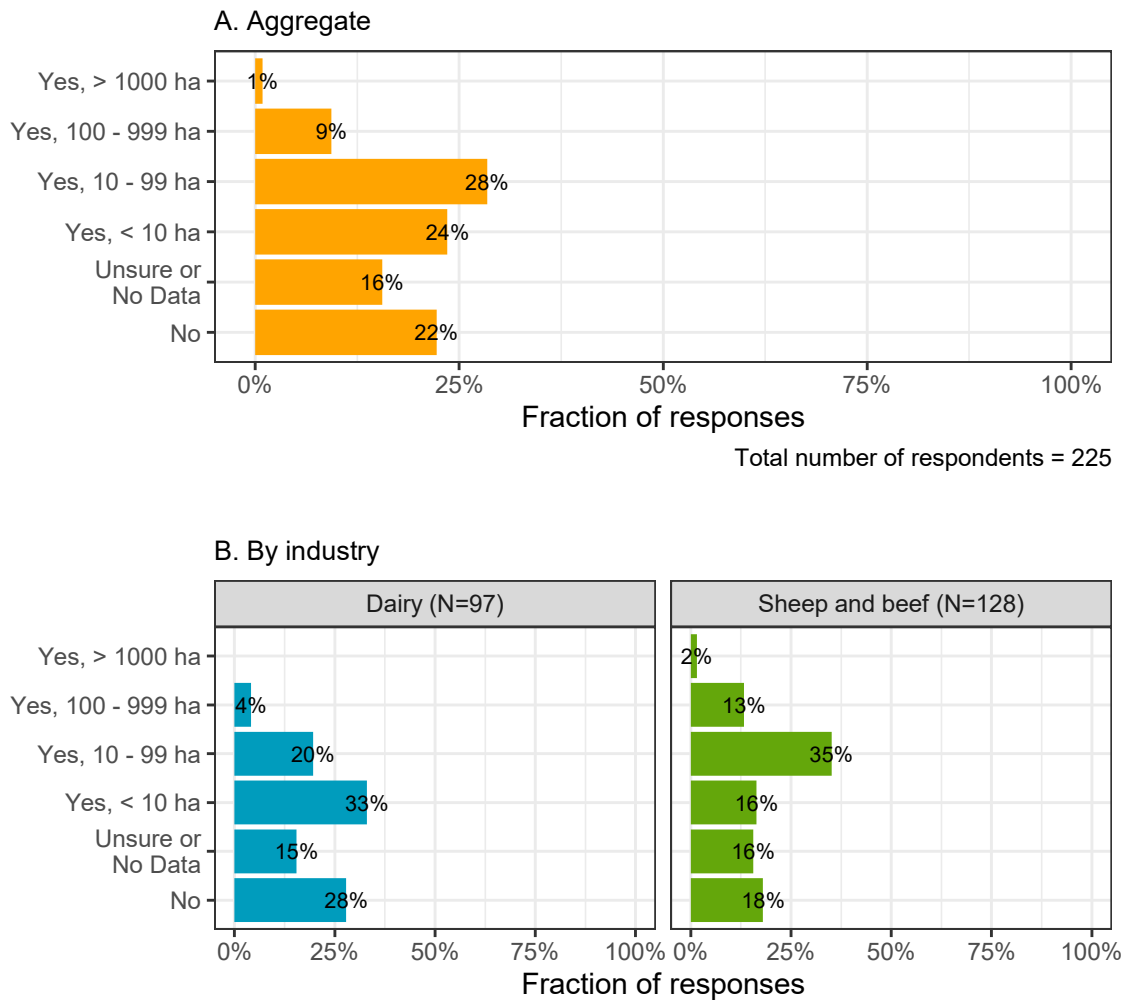 A. Aggregate
Yes, > 1000 ha
1%
Yes, 100 - 999 ha
9%
Yes, 10 - 99 ha
28%
Yes, < 10 ha
24%
Unsure or
No Data
16%
No
22%
0% 25% 50% 75% 100%
Fraction of responses
Total number of respondents = 225
B. By industry
Dairy (N=97) Sheep and beef (N=128)
Yes, > 1000 ha
2%
Yes, 100 - 999 ha
4% 13%
Yes, 10 - 99 ha
20% 35%
Yes, < 10 ha
33% 16%
Unsure or
No Data
15% 16%
No
28% 18%
0% 25% 50% 75% 100% 0% 25% 50% 75% 100%
Fraction of responses